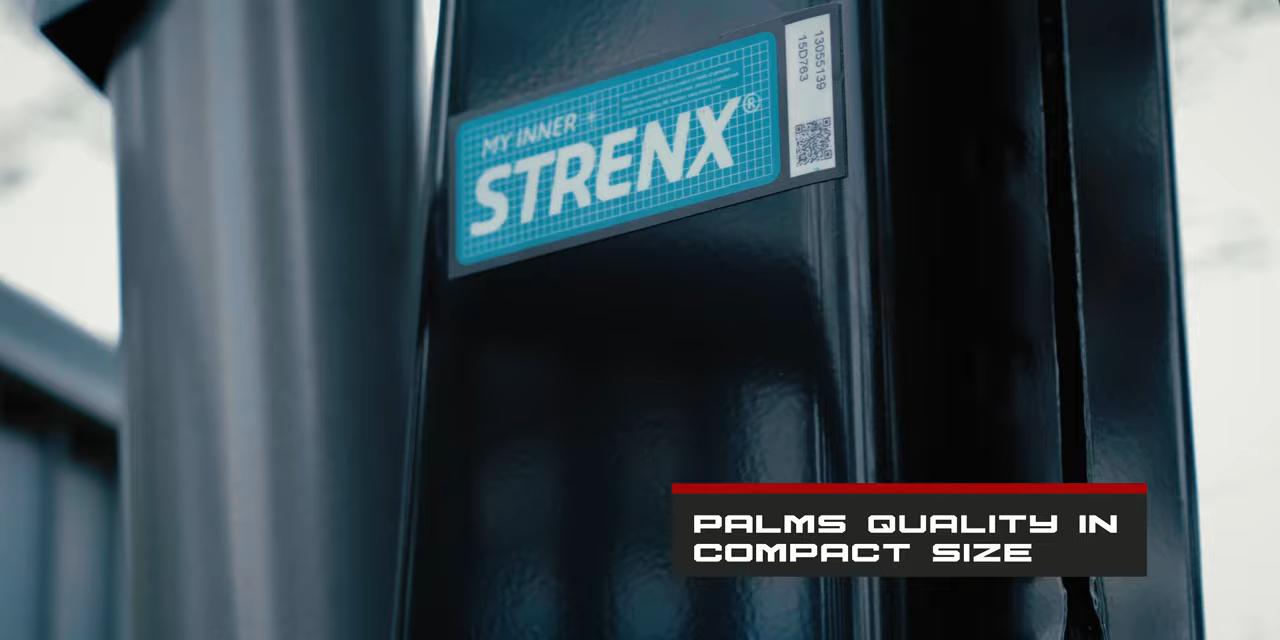 MY INNER +
STRENX®
13055139
15D763
PALMS QUALITY IN
COMPACT SIZE